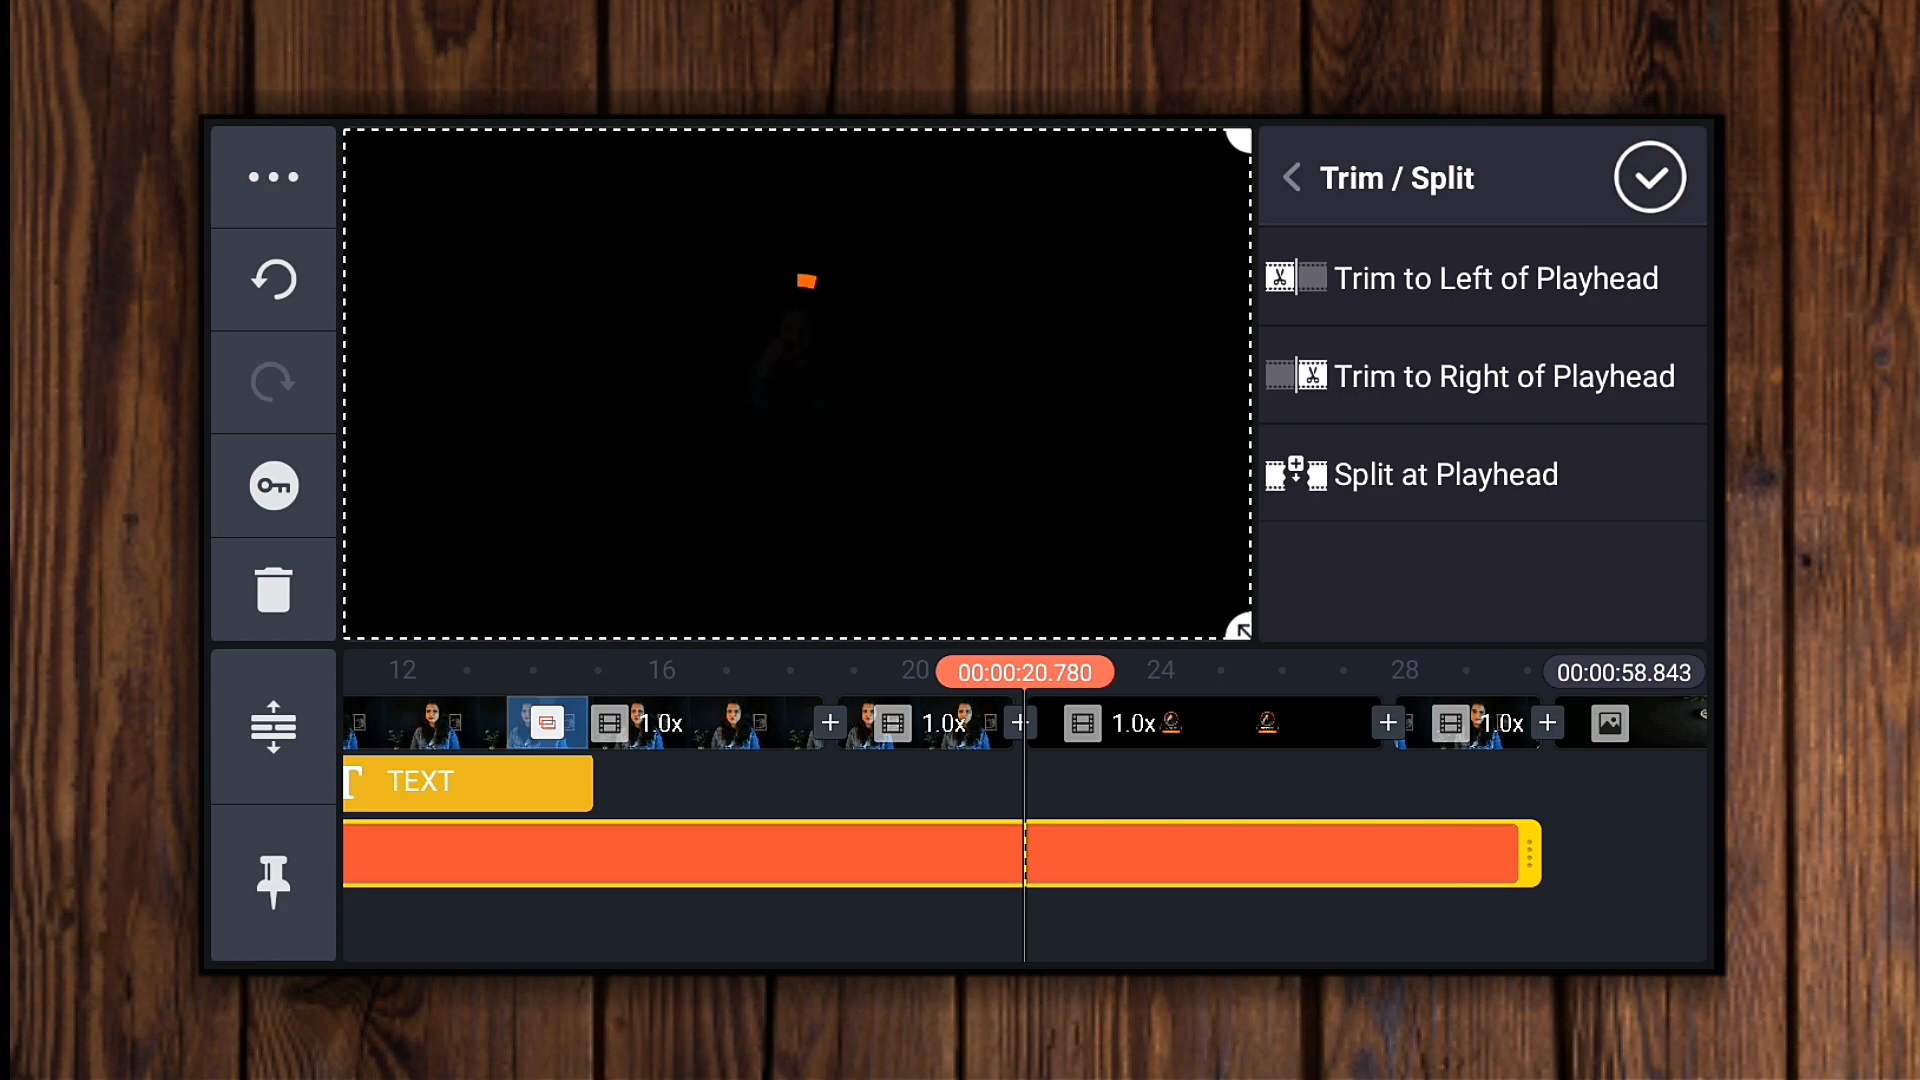 Trim / Split
Trim to Left of Playhead
Trim to Right of Playhead
Split at Playhead
12
16
20
00:00:20.780
24
28
00:00:58.843
1.0x
1.0x
1.0x
1.0x
T TEXT